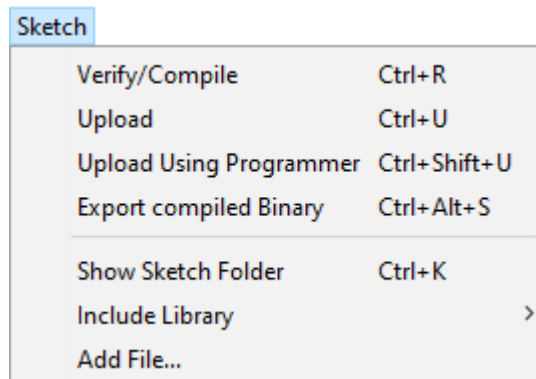 Sketch
Verify/Compile Ctrl+R
Upload Ctrl+U
Upload Using Programmer Ctrl+Shift+U
Export compiled Binary Ctrl+Alt+S
Show Sketch Folder Ctrl+K
Include Library
Add File...